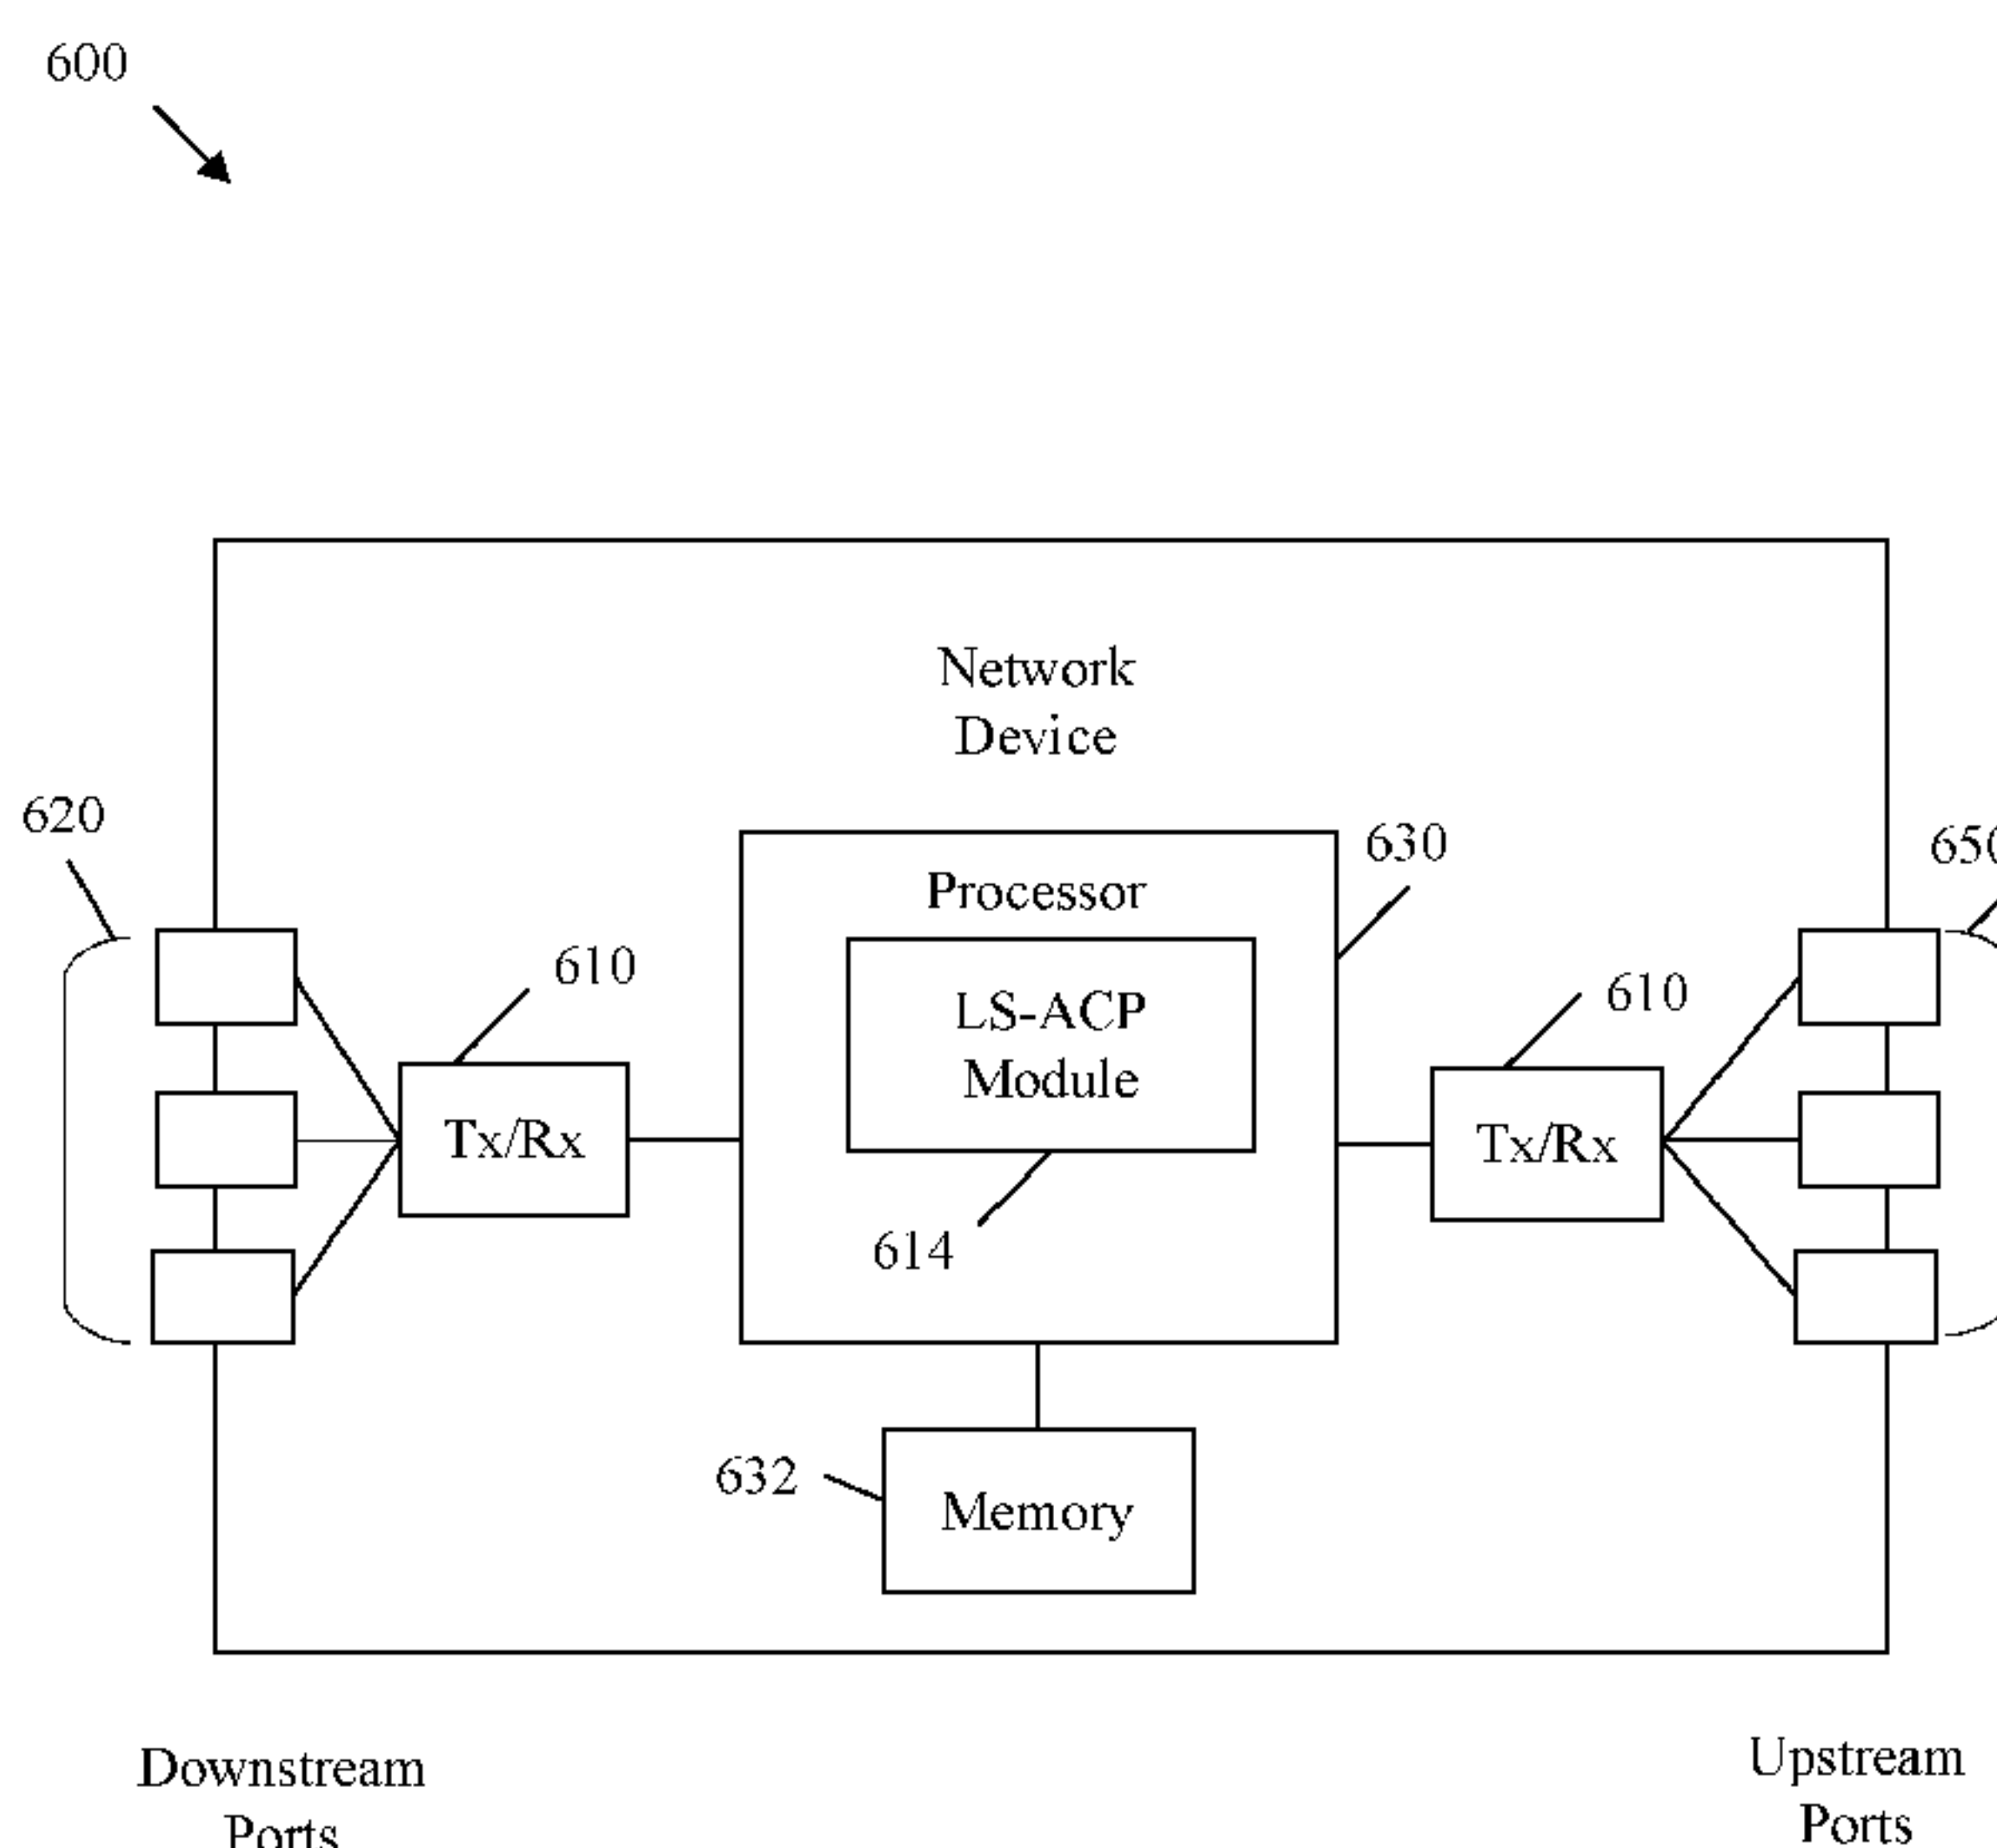 600
Network
Device
620
630
650
Processor
610
610
LS-ACP
Module
Tx/Rx
Tx/Rx
614
632
Memory
Downstream
Ports
Upstream
Ports